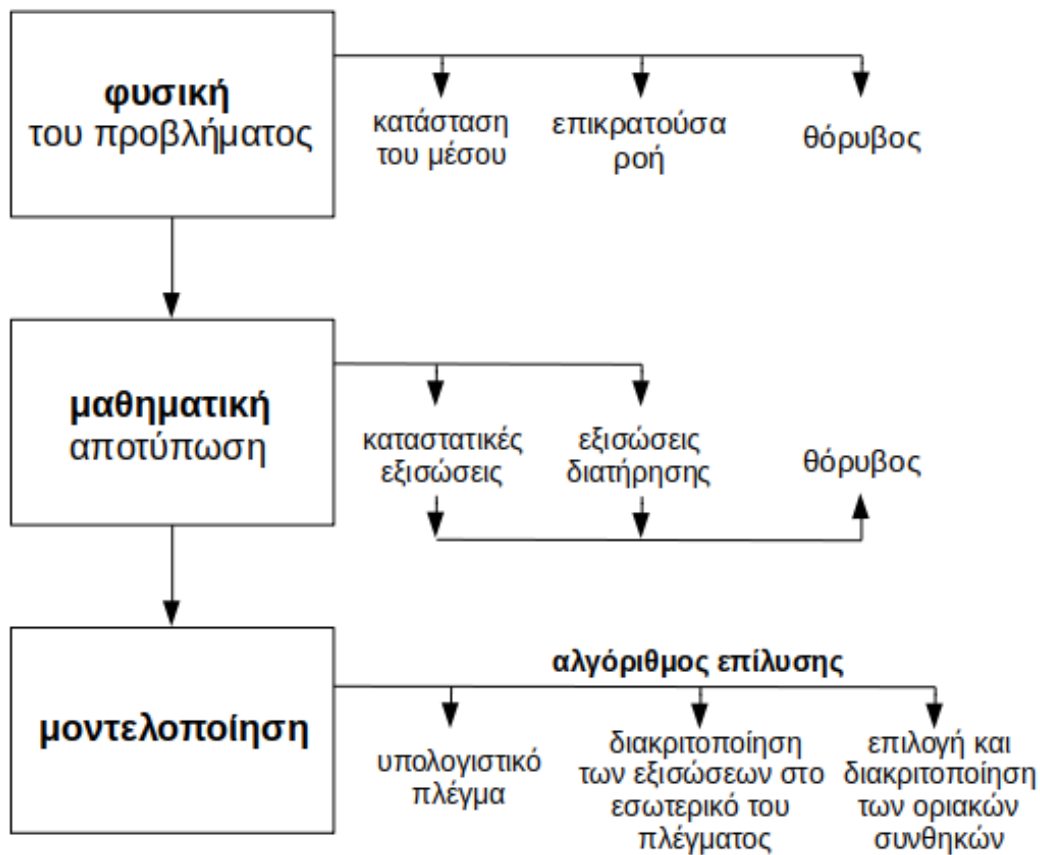 φυσική
του προβλήματος
κατάσταση
του μέσου
επικρατούσα
ροή
θόρυβος
μαθηματική
αποτύπωση
καταστατικές
εξισώσεις
εξισώσεις
διατήρησης
θόρυβος
μοντελοποίηση
αλγόριθμος επίλυσης
υπολογιστικό
πλέγμα
διακριτοποίηση
των εξισώσεων στο
εσωτερικό του
πλέγματος
επιλογή και
διακριτοποίηση
των οριακών
συνθηκών